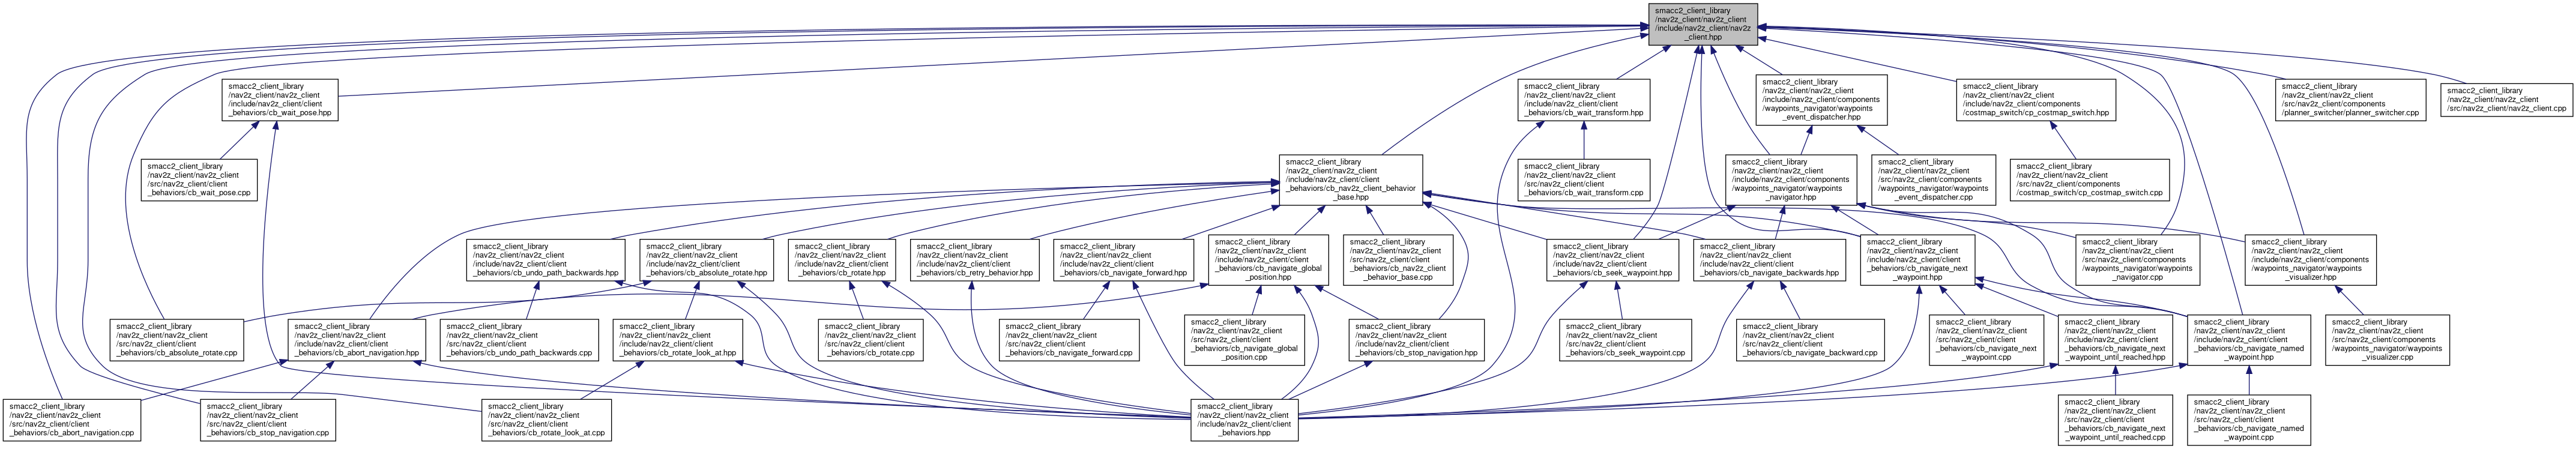 smacc2_client_library
/nav2z_client/nav2z_client
/include/nav2z_client/nav2z
_client.hpp
smacc2_client_library
/nav2z_client/nav2z_client
/include/nav2z_client/client
_behaviors/cb_wait_pose.hpp
smacc2_client_library
/nav2z_client/nav2z_client
/include/nav2z_client/client
_behaviors/cb_wait_transform.hpp
smacc2_client_library
/nav2z_client/nav2z_client
/include/nav2z_client/components
/waypoints_navigator/waypoints
_event_dispatcher.hpp
smacc2_client_library
/nav2z_client/nav2z_client
/include/nav2z_client/components
/costmap_switch/cp_costmap_switch.hpp
smacc2_client_library
/nav2z_client/nav2z_client
/src/nav2z_client/components
/planner_switcher/planner_switcher.cpp
smacc2_client_library
/nav2z_client/nav2z_client
/src/nav2z_client/nav2z_client.cpp
smacc2_client_library
/nav2z_client/nav2z_client
/src/nav2z_client/client
_behaviors/cb_wait_pose.cpp
smacc2_client_library
/nav2z_client/nav2z_client
/include/nav2z_client/client
_behaviors/cb_nav2z_client_behavior
_base.hpp
smacc2_client_library
/nav2z_client/nav2z_client
/src/nav2z_client/client
_behaviors/cb_wait_transform.cpp
smacc2_client_library
/nav2z_client/nav2z_client
/include/nav2z_client/components
/waypoints_navigator/waypoints
_navigator.hpp
smacc2_client_library
/nav2z_client/nav2z_client
/src/nav2z_client/components
/waypoints_navigator/waypoints
_event_dispatcher.cpp
smacc2_client_library
/nav2z_client/nav2z_client
/src/nav2z_client/components
/costmap_switch/cp_costmap_switch.cpp
smacc2_client_library
/nav2z_client/nav2z_client
/include/nav2z_client/client
_behaviors/cb_undo_path_backwards.hpp
smacc2_client_library
/nav2z_client/nav2z_client
/include/nav2z_client/client
_behaviors/cb_absolute_rotate.hpp
smacc2_client_library
/nav2z_client/nav2z_client
/include/nav2z_client/client
_behaviors/cb_rotate.hpp
smacc2_client_library
/nav2z_client/nav2z_client
/include/nav2z_client/client
_behaviors/cb_retry_behavior.hpp
smacc2_client_library
/nav2z_client/nav2z_client
/include/nav2z_client/client
_behaviors/cb_navigate_forward.hpp
smacc2_client_library
/nav2z_client/nav2z_client
/include/nav2z_client/client
_behaviors/cb_navigate_global
_position.hpp
smacc2_client_library
/nav2z_client/nav2z_client
/src/nav2z_client/client
_behaviors/cb_nav2z_client
_behavior_base.cpp
smacc2_client_library
/nav2z_client/nav2z_client
/include/nav2z_client/client
_behaviors/cb_seek_waypoint.hpp
smacc2_client_library
/nav2z_client/nav2z_client
/include/nav2z_client/client
_behaviors/cb_navigate_backwards.hpp
smacc2_client_library
/nav2z_client/nav2z_client
/include/nav2z_client/client
_behaviors/cb_navigate_next
_waypoint.hpp
smacc2_client_library
/nav2z_client/nav2z_client
/src/nav2z_client/components
/waypoints_navigator/waypoints
_navigator.cpp
smacc2_client_library
/nav2z_client/nav2z_client
/include/nav2z_client/components
/waypoints_navigator/waypoints
_visualizer.hpp
smacc2_client_library
/nav2z_client/nav2z_client
/src/nav2z_client/client
_behaviors/cb_absolute_rotate.cpp
smacc2_client_library
/nav2z_client/nav2z_client
/include/nav2z_client/client
_behaviors/cb_abort_navigation.hpp
smacc2_client_library
/nav2z_client/nav2z_client
/src/nav2z_client/client
_behaviors/cb_undo_path_backwards.cpp
smacc2_client_library
/nav2z_client/nav2z_client
/include/nav2z_client/client
_behaviors/cb_rotate_look_at.hpp
smacc2_client_library
/nav2z_client/nav2z_client
/src/nav2z_client/client
_behaviors/cb_rotate.cpp
smacc2_client_library
/nav2z_client/nav2z_client
/src/nav2z_client/client
_behaviors/cb_navigate_forward.cpp
smacc2_client_library
/nav2z_client/nav2z_client
/src/nav2z_client/client
_behaviors/cb_navigate_global
_position.cpp
smacc2_client_library
/nav2z_client/nav2z_client
/include/nav2z_client/client
_behaviors/cb_stop_navigation.hpp
smacc2_client_library
/nav2z_client/nav2z_client
/src/nav2z_client/client
_behaviors/cb_seek_waypoint.cpp
smacc2_client_library
/nav2z_client/nav2z_client
/src/nav2z_client/client
_behaviors/cb_navigate_backward.cpp
smacc2_client_library
/nav2z_client/nav2z_client
/src/nav2z_client/client
_behaviors/cb_navigate_next
_waypoint.cpp
smacc2_client_library
/nav2z_client/nav2z_client
/include/nav2z_client/client
_behaviors/cb_navigate_next
_waypoint_until_reached.hpp
smacc2_client_library
/nav2z_client/nav2z_client
/include/nav2z_client/client
_behaviors/cb_navigate_named
_waypoint.hpp
smacc2_client_library
/nav2z_client/nav2z_client
/src/nav2z_client/components
/waypoints_navigator/waypoints
_visualizer.cpp
smacc2_client_library
/nav2z_client/nav2z_client
/src/nav2z_client/client
_behaviors/cb_abort_navigation.cpp
smacc2_client_library
/nav2z_client/nav2z_client
/src/nav2z_client/client
_behaviors/cb_stop_navigation.cpp
smacc2_client_library
/nav2z_client/nav2z_client
/src/nav2z_client/client
_behaviors/cb_rotate_look_at.cpp
smacc2_client_library
/nav2z_client/nav2z_client
/include/nav2z_client/client
_behaviors.hpp
smacc2_client_library
/nav2z_client/nav2z_client
/src/nav2z_client/client
_behaviors/cb_navigate_next
_waypoint_until_reached.cpp
smacc2_client_library
/nav2z_client/nav2z_client
/src/nav2z_client/client
_behaviors/cb_navigate_named
_waypoint.cpp